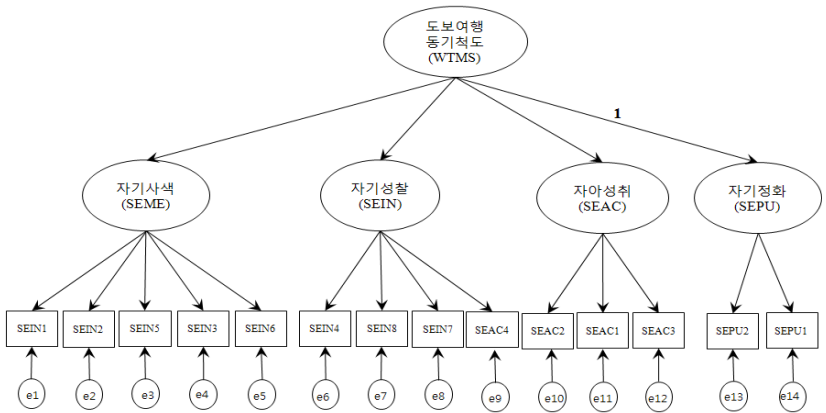 도보여행
동기척도
(WTMS)
1
자기사색
(SEME)
자기성찰
(SEIN)
자아성취
(SEAC)
자기정화
(SEPU)
SEIN1 SEIN2 SEIN5 SEIN3 SEIN6 SEIN4 SEIN8 SEIN7 SEAC4 SEAC2 SEAC1 SEAC3 SEPU2 SEPU1
e1 e2 e3 e4 e5 e6 e7 e8 e9 e10 e11 e12 e13 e14